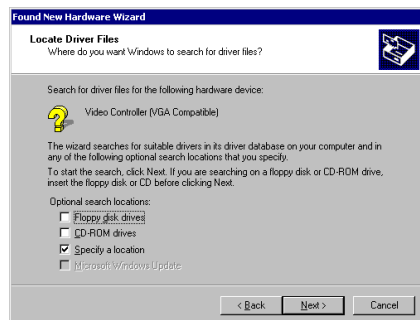 Found New Hardware Wizard
Locate Driver Files
Where do you want Windows to search for driver files?
Search for driver files for the following hardware device:
Video Controller (VGA Compatible)
The wizard searches for suitable drivers in its driver database on your computer and in
any of the following optional search locations that you specify.
To start the search, click Next. If you are searching on a floppy disk or CD-ROM drive,
insert the floppy disk or CD before clicking Next.
Optional search locations:
Floppy disk drives
CD-ROM drives
Specify a location
Microsoft Windows Update
< Back Next > Cancel